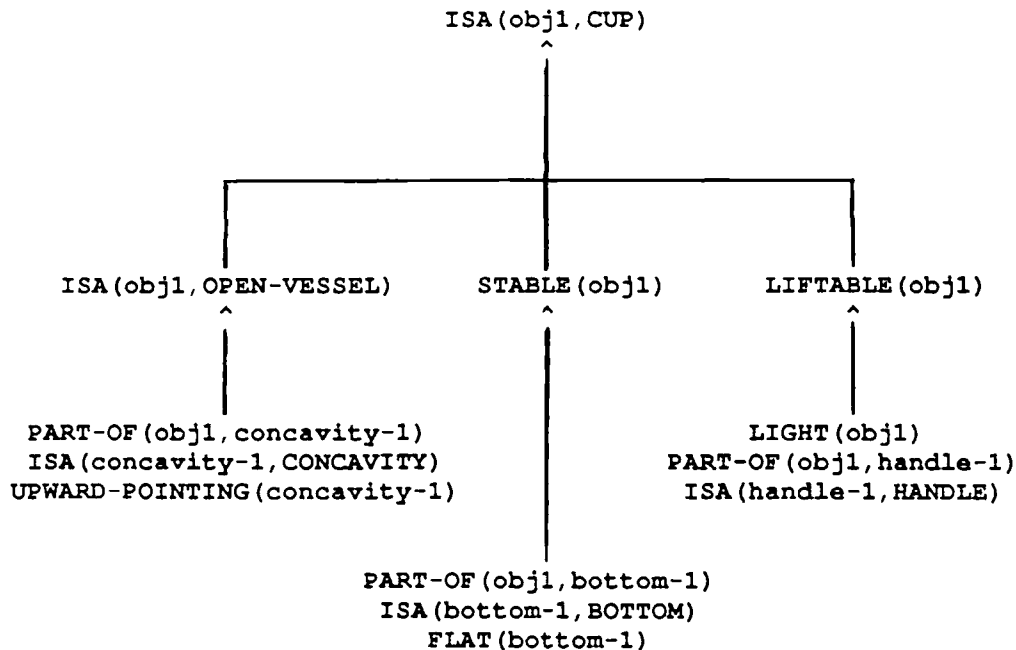 ISA(obj1,CUP)
^
ISA(obj1,OPEN-VESSEL) STABLE(obj1) LIFTABLE(obj1)
^ ^ ^
PART-OF(obj1,concavity-1) LIGHT(obj1)
ISA(concavity-1,CONCAVITY) PART-OF(obj1,handle-1)
UPWARD-POINTING(concavity-1) ISA(handle-1,HANDLE)
PART-OF(obj1,bottom-1)
ISA(bottom-1,BOTTOM)
FLAT(bottom-1)